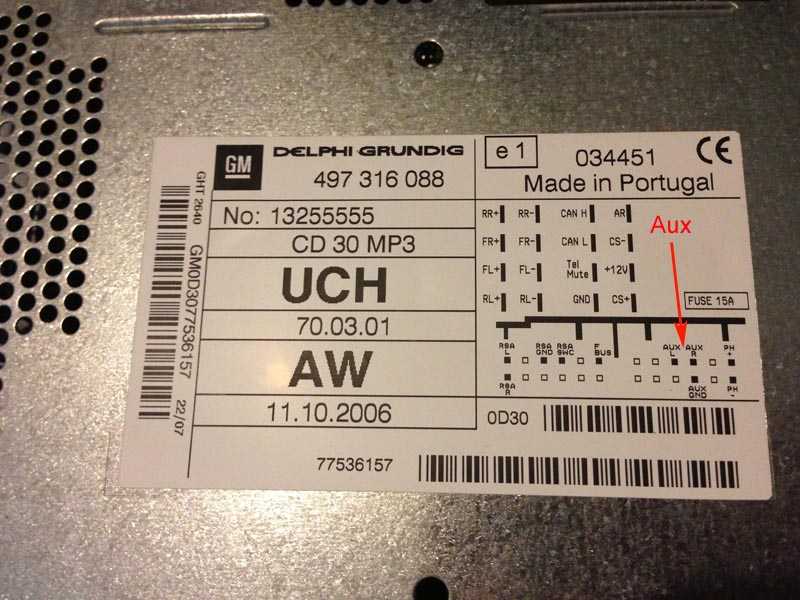 GM
DELPHI GRUNDIG
497 316 088
No: 13255555
CD 30 MP3
UCH
70.03.01
AW
11.10.2006
77536157
GHT 2640
GM0D3077536157
22/07
e1
034451
CE
Made in Portugal
RR+ RR- CAN H AR
FR+ FR- CAN L CS-
FL+ FL- Tel Mute +12V
RL+ RL- GND CS+
Aux
FUSE 15A
RSA L RSA GND RSA SWC F BUS AUX L AUX R PH +
RSA R AUX GND PH -
0D30